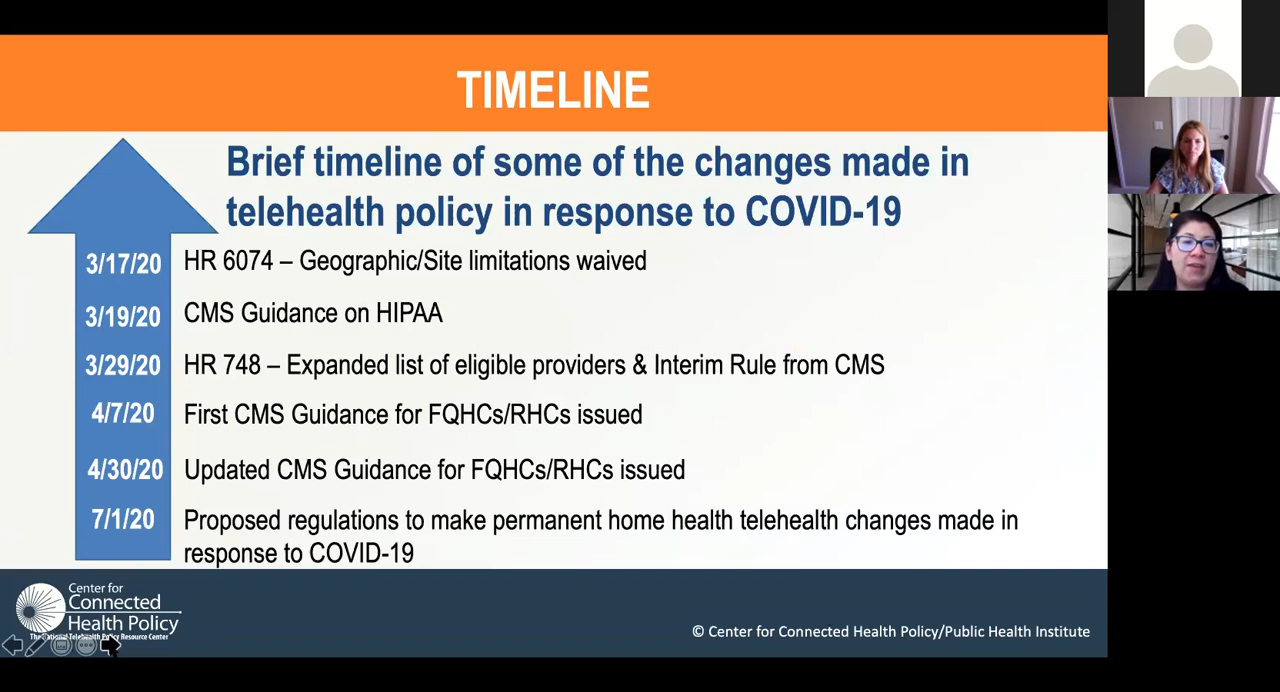 TIMELINE
Brief timeline of some of the changes made in
telehealth policy in response to COVID-19
3/17/20 HR 6074 – Geographic/Site limitations waived
3/19/20 CMS Guidance on HIPAA
3/29/20 HR 748 – Expanded list of eligible providers & Interim Rule from CMS
4/7/20 First CMS Guidance for FQHCs/RHCs issued
4/30/20 Updated CMS Guidance for FQHCs/RHCs issued
7/1/20 Proposed regulations to make permanent home health telehealth changes made in
response to COVID-19
Center for
Connected
Health Policy
The National Telehealth Policy Resource Center
© Center for Connected Health Policy/Public Health Institute